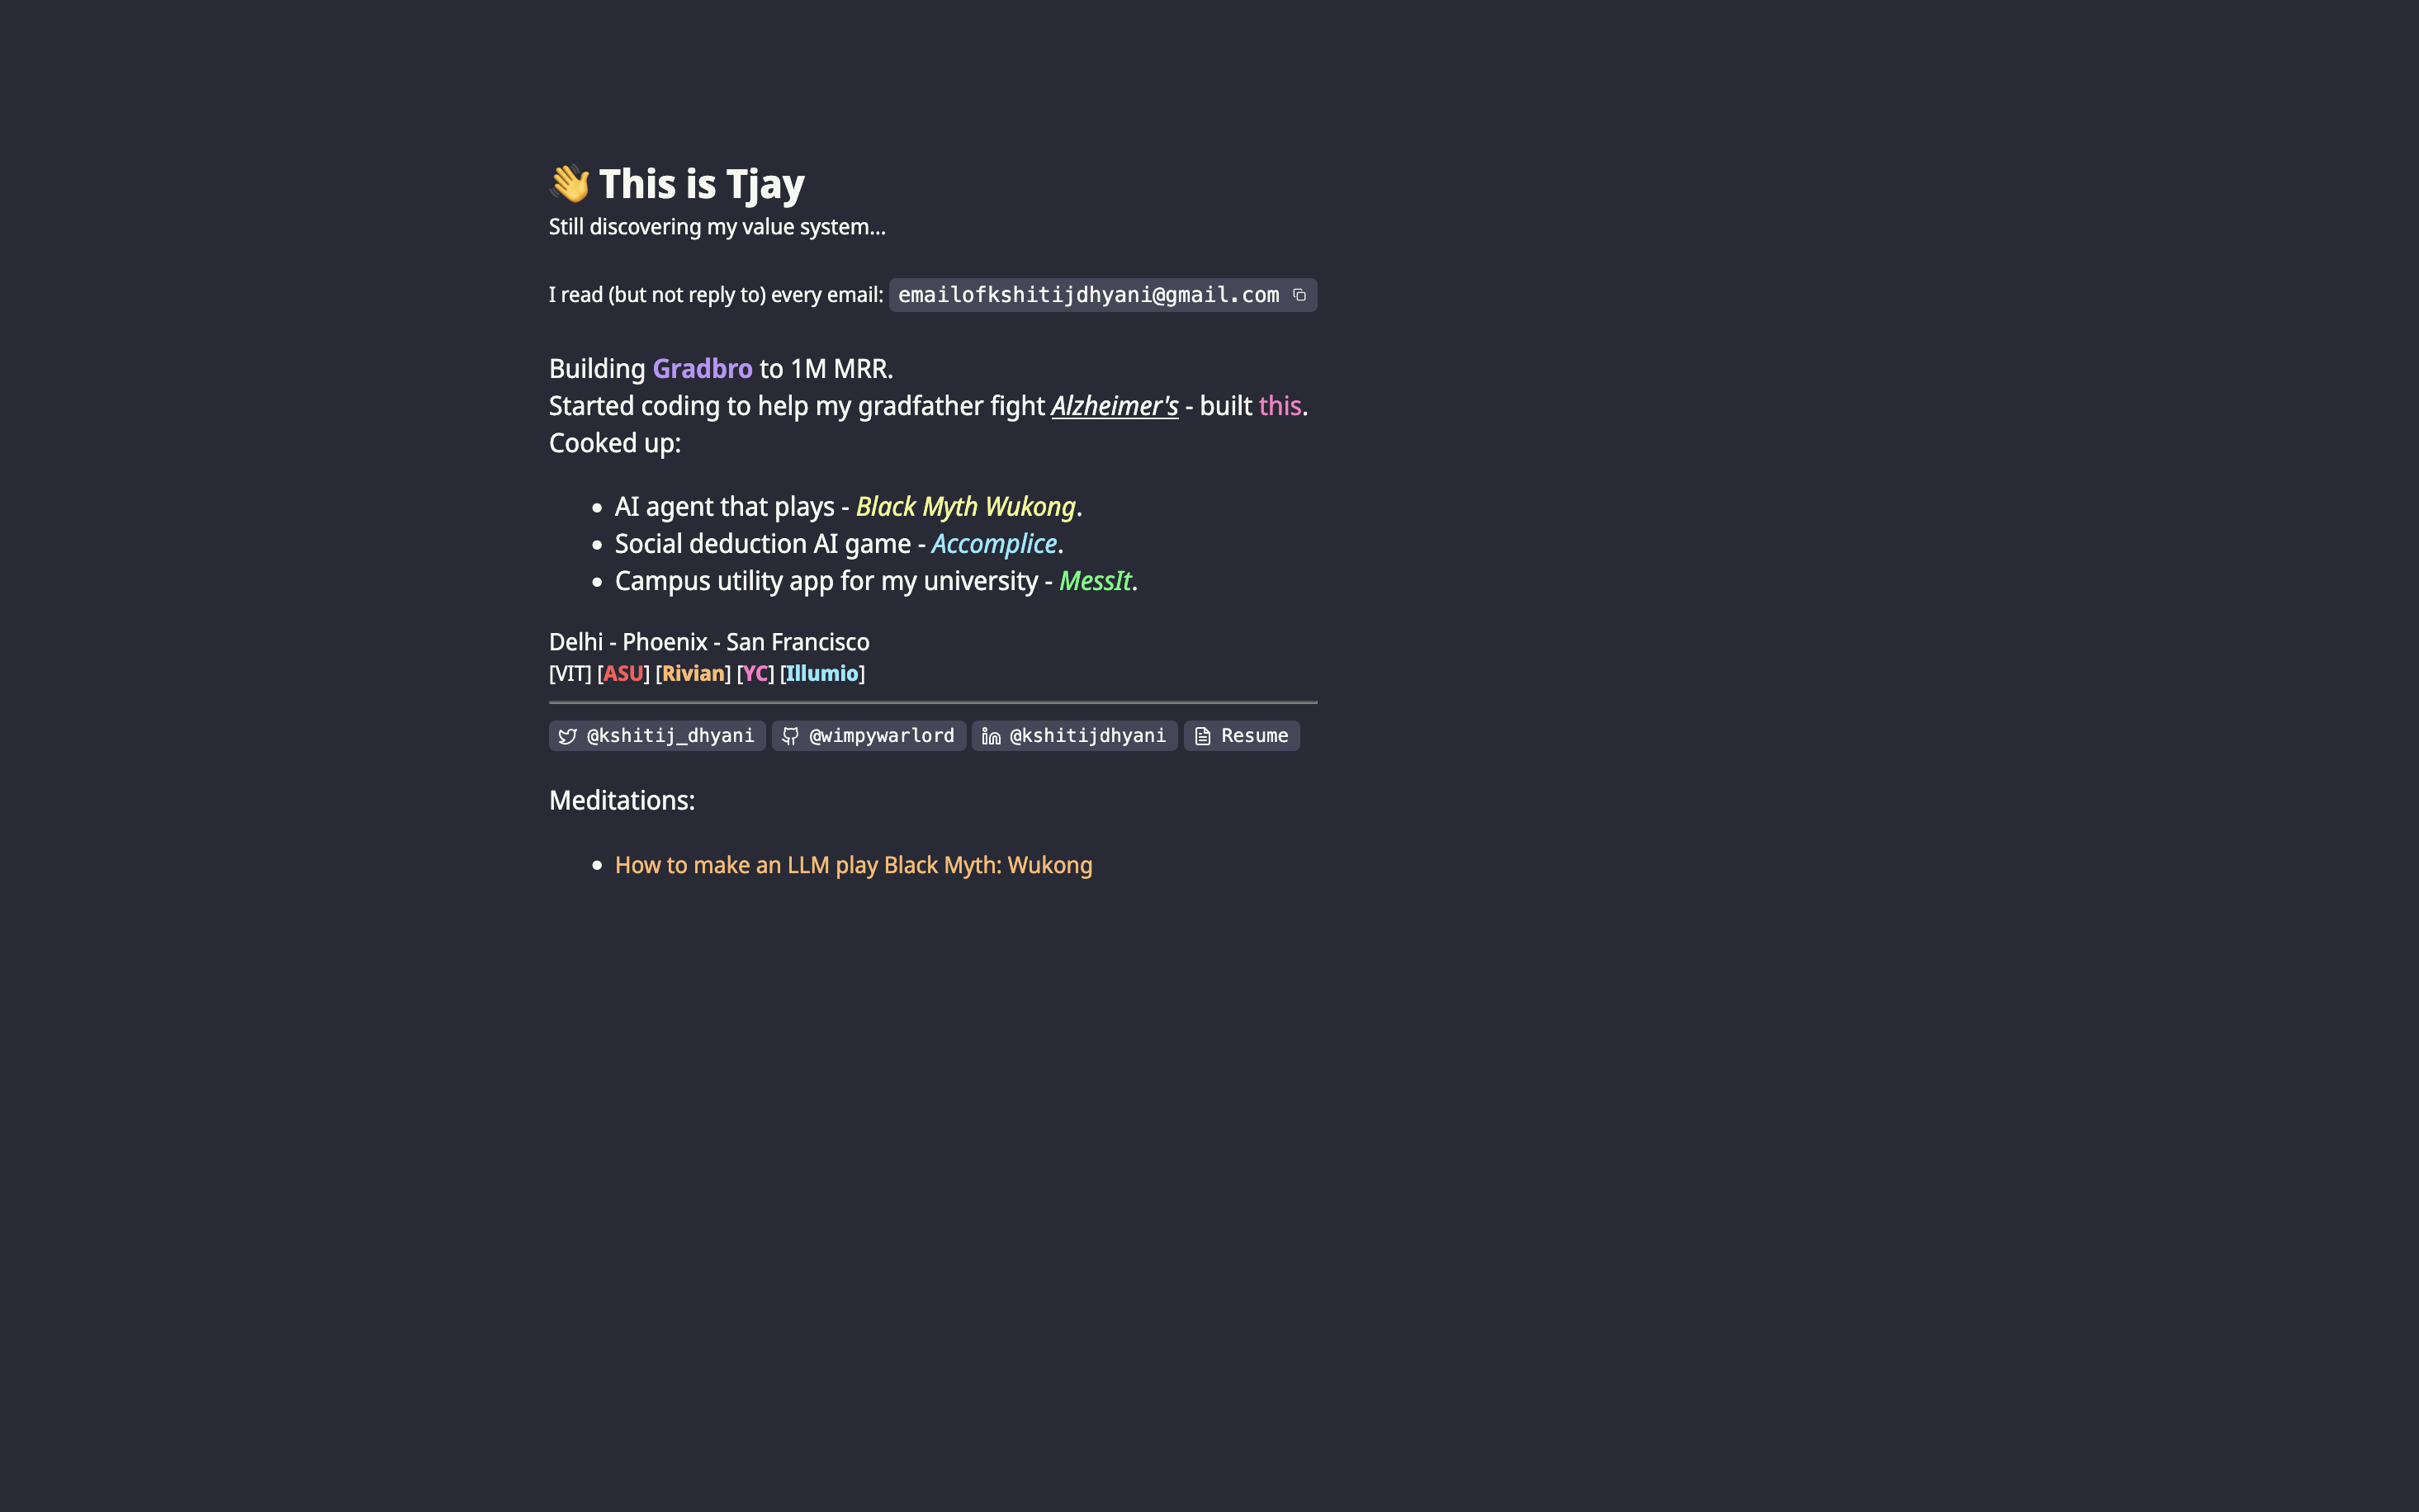 👋 This is Tjay
Still discovering my value system...
I read (but not reply to) every email: emailofkshitijdhyani@gmail.com
Building Gradbro to 1M MRR.
Started coding to help my gradfather fight Alzheimer's - built this.
Cooked up:
• AI agent that plays - Black Myth Wukong.
• Social deduction AI game - Accomplice.
• Campus utility app for my university - MessIt.
Delhi - Phoenix - San Francisco
[VIT] [ASU] [Rivian] [YC] [Illumio]
@kshitij_dhyani @wimpywarlord @kshitijdhyani Resume
Meditations:
• How to make an LLM play Black Myth: Wukong